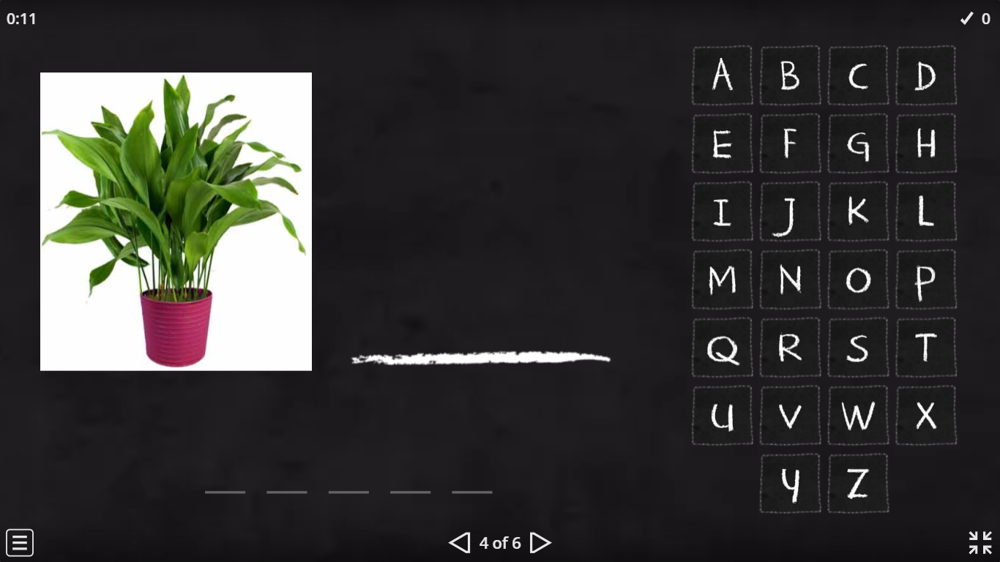 0:11
✓ 0
A B C D
E F G H
I J K L
M N O P
Q R S T
U V W X
Y Z
4 of 6